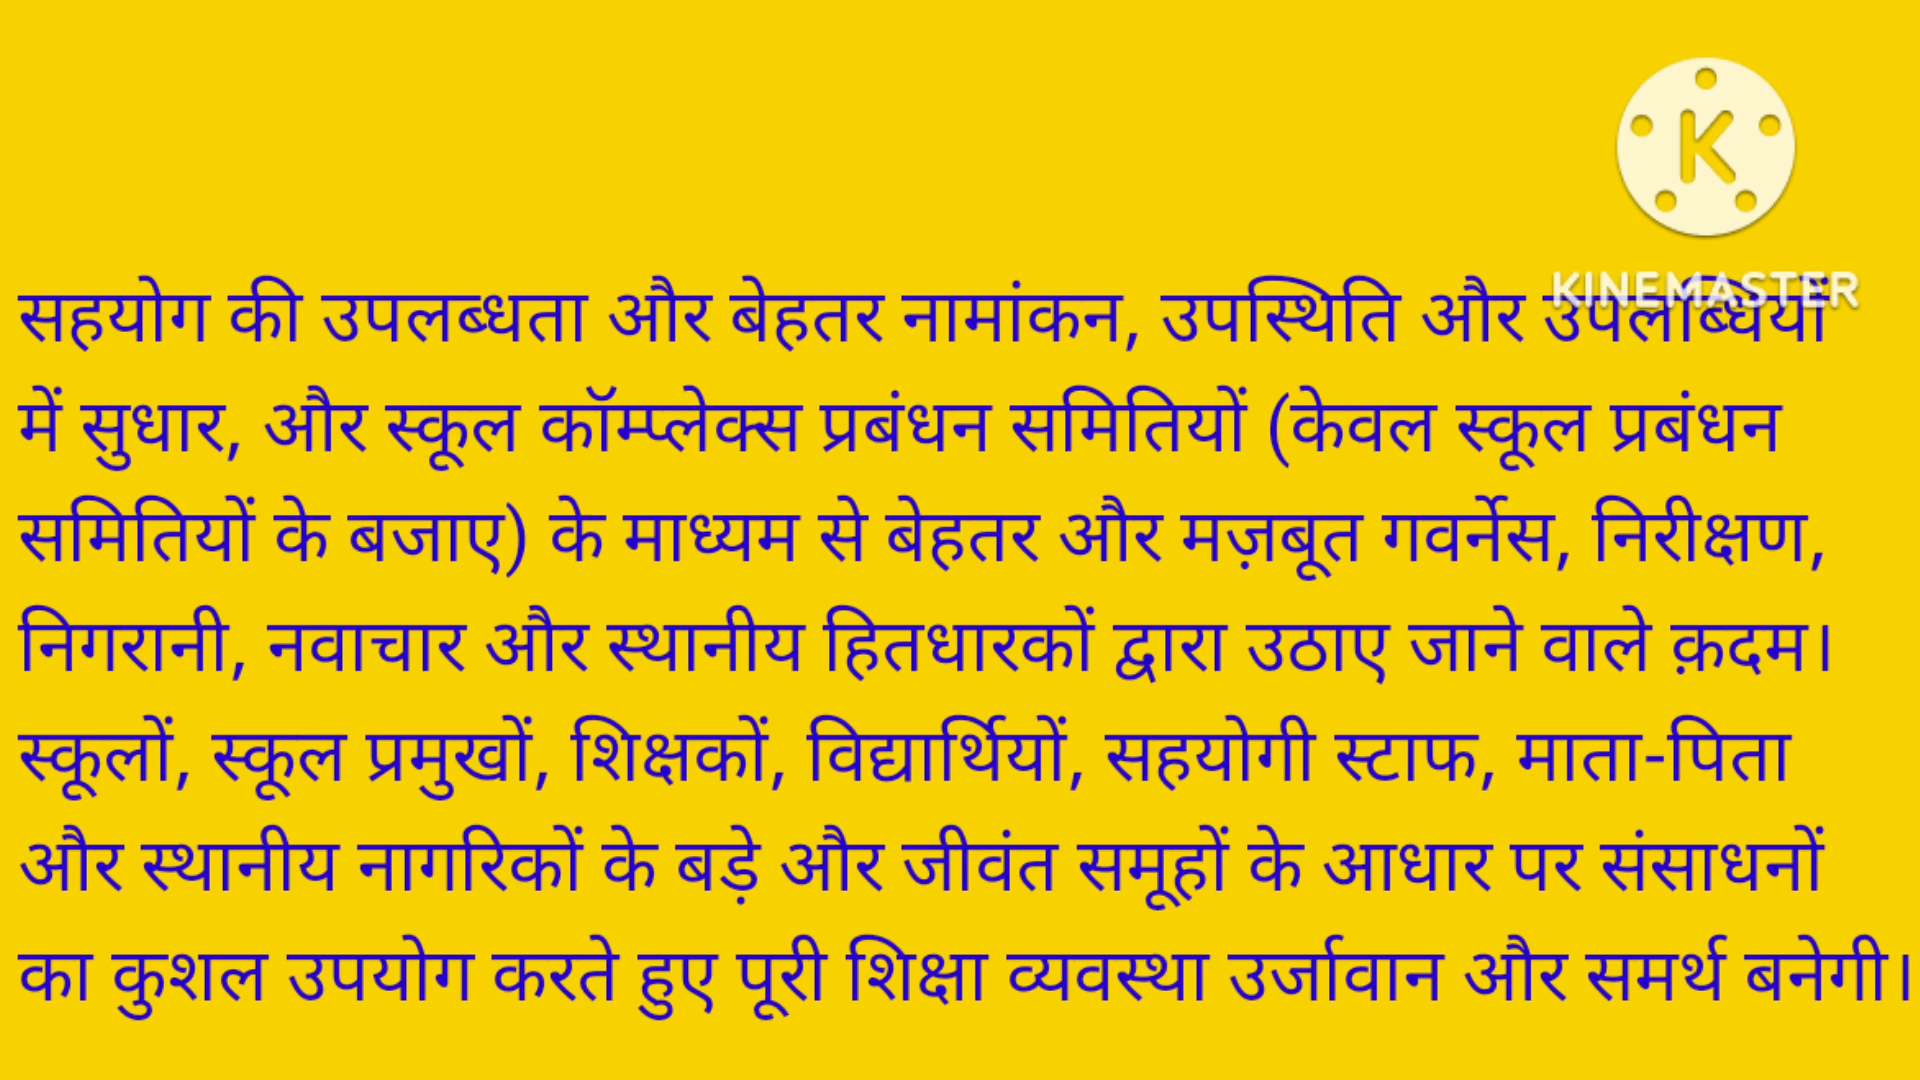 KINEMASTER
सहयोग की उपलब्धता और बेहतर नामांकन, उपस्थिति और उपलब्धियों
में सुधार, और स्कूल कॉम्प्लेक्स प्रबंधन समितियों (केवल स्कूल प्रबंधन
समितियों के बजाए) के माध्यम से बेहतर और मज़बूत गवर्नेस, निरीक्षण,
निगरानी, नवाचार और स्थानीय हितधारकों द्वारा उठाए जाने वाले क़दम।
स्कूलों, स्कूल प्रमुखों, शिक्षकों, विद्यार्थियों, सहयोगी स्टाफ, माता-पिता
और स्थानीय नागरिकों के बड़े और जीवंत समूहों के आधार पर संसाधनों
का कुशल उपयोग करते हुए पूरी शिक्षा व्यवस्था उर्जावान और समर्थ बनेगी।